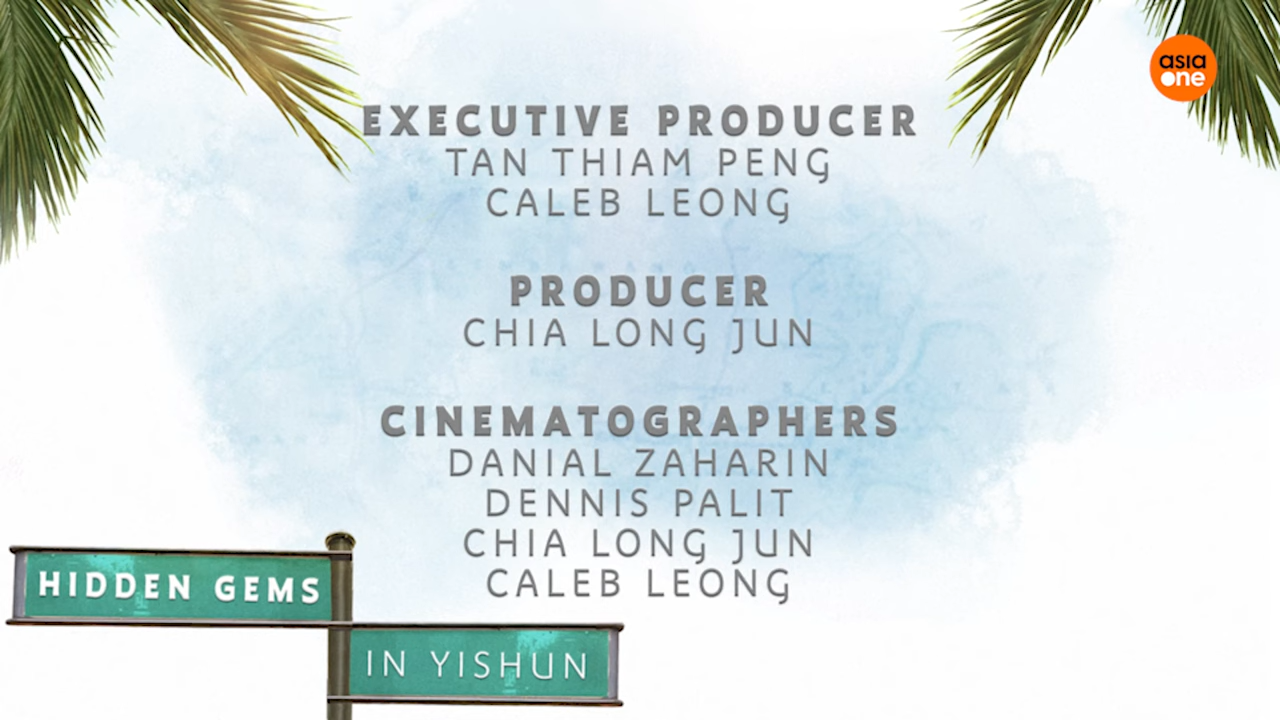 asia
one
EXECUTIVE PRODUCER
TAN THIAM PENG
CALEB LEONG
PRODUCER
CHIA LONG JUN
CINEMATOGRAPHERS
DANIAL ZAHARIN
DENNIS PALIT
CHIA LONG JUN
CALEB LEONG
HIDDEN GEMS
IN YISHUN